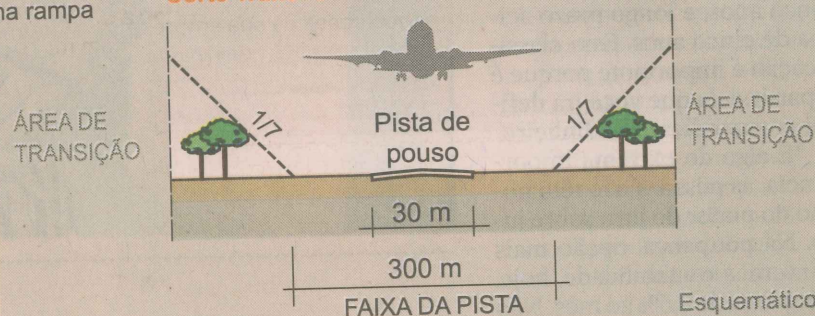 na rampa
ÁREA DE
TRANSIÇÃO
1/7
Pista de
pouso
1/7
ÁREA DE
TRANSIÇÃO
30 m
300 m
FAIXA DA PISTA
Esquemático